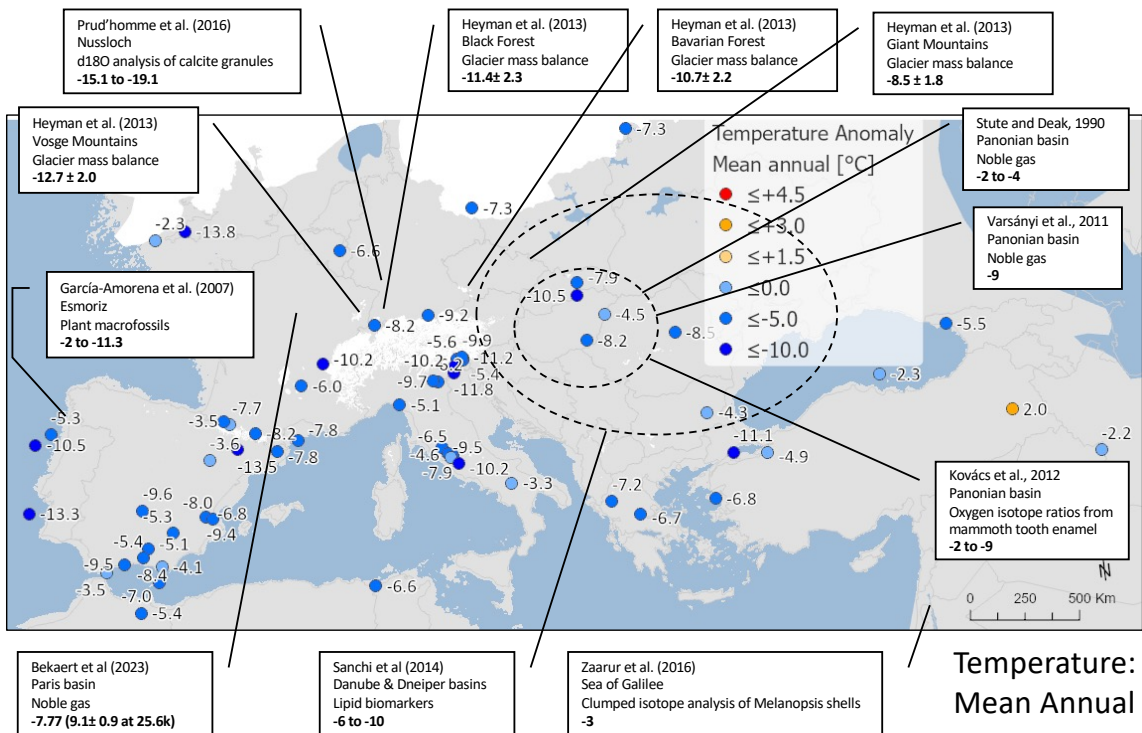 Prud'homme et al. (2016)
Nussloch
d18O analysis of calcite granules
-15.1 to -19.1
Heyman et al. (2013)
Black Forest
Glacier mass balance
-11.4± 2.3
Heyman et al. (2013)
Bavarian Forest
Glacier mass balance
-10.7± 2.2
Heyman et al. (2013)
Giant Mountains
Glacier mass balance
-8.5 ± 1.8
Heyman et al. (2013)
Vosge Mountains
Glacier mass balance
-12.7 ± 2.0
Stute and Deak, 1990
Panonian basin
Noble gas
-2 to -4
Varsányi et al., 2011
Panonian basin
Noble gas
-9
García-Amorena et al. (2007)
Esmoriz
Plant macrofossils
-2 to -11.3
Kovács et al., 2012
Panonian basin
Oxygen isotope ratios from
mammoth tooth enamel
-2 to -9
Temperature Anomaly
Mean annual [°C]
≤+4.5
≤+3.0
≤+1.5
≤0.0
≤-5.0
≤-10.0
-7.3
-7.3
-2.3
-13.8
-6.6
-7.9
-10.5
-4.5
-8.2
-8.5
-9.2
-8.2
-5.6
-9.9
-10.2
-10.2
-11.2
-5.4
-9.7
-11.8
-6.0
-5.1
-5.5
-2.3
2.0
-2.2
-4.3
-11.1
-4.9
-7.7
-3.5
-5.3
-10.5
-8.2
-7.8
-3.6
-13.5
-7.8
-6.5
-9.5
-4.6
-7.9
-10.2
-3.3
-7.2
-6.7
-6.8
-13.3
-9.6
-8.0
-5.3
-6.8
-9.4
-5.4
-5.1
-9.5
-4.1
-8.4
-3.5
-7.0
-5.4
-6.6
N
0 250 500 Km
Bekaert et al (2023)
Paris basin
Noble gas
-7.77 (9.1± 0.9 at 25.6k)
Sanchi et al (2014)
Danube & Dneiper basins
Lipid biomarkers
-6 to -10
Zaarur et al. (2016)
Sea of Galilee
Clumped isotope analysis of Melanopsis shells
-3
Temperature:
Mean Annual